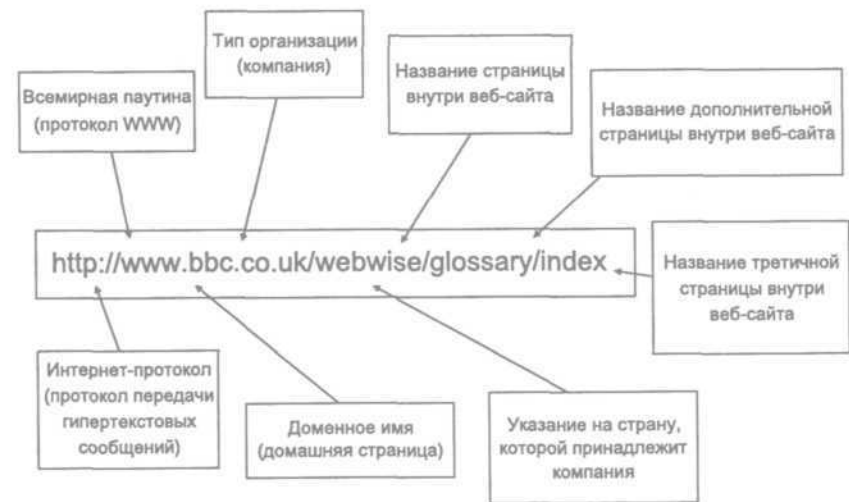 Тип организации
(компания)
Название страницы
внутри веб-сайта
Всемирная паутина
(протокол WWW)
Название дополнительной
страницы внутри веб-сайта
http://www.bbc.co.uk/webwise/glossary/index
Название третичной
страницы внутри
веб-сайта
Интернет-протокол
(протокол передачи
гипертекстовых
сообщений)
Доменное имя
(домашняя страница)
Указание на страну,
которой принадлежит
компания